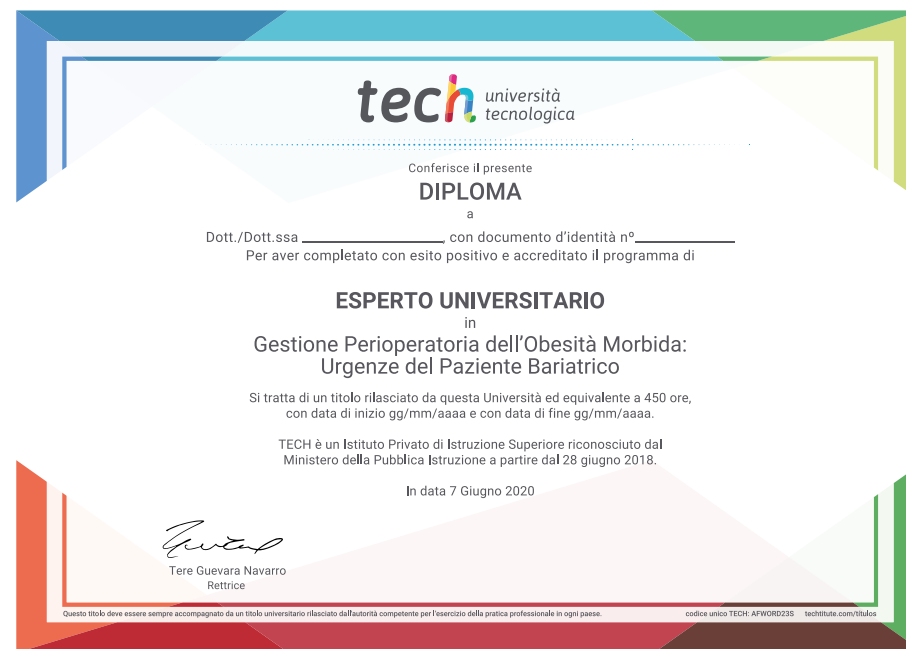 tech università
tecnologica
Conferisce il presente
DIPLOMA
a
Dott./Dott.ssa ____________________, con documento d'identità nº______________
Per aver completato con esito positivo e accreditato il programma di
ESPERTO UNIVERSITARIO
in
Gestione Perioperatoria dell'Obesità Morbida:
Urgenze del Paziente Bariatrico
Si tratta di un titolo rilasciato da questa Università ed equivalente a 450 ore,
con data di inizio gg/mm/aaaa e con data di fine gg/mm/aaaa.
TECH è un Istituto Privato di Istruzione Superiore riconosciuto dal
Ministero della Pubblica Istruzione a partire dal 28 giugno 2018.
In data 7 Giugno 2020
Tere Guevara Navarro
Rettrice
Questo titolo deve essere sempre accompagnato da un titolo universitario rilasciato dall'autorità competente per l'esercizio della pratica professionale in ogni paese. codice unico TECH: AFWORD23S techtitute.com/titulos